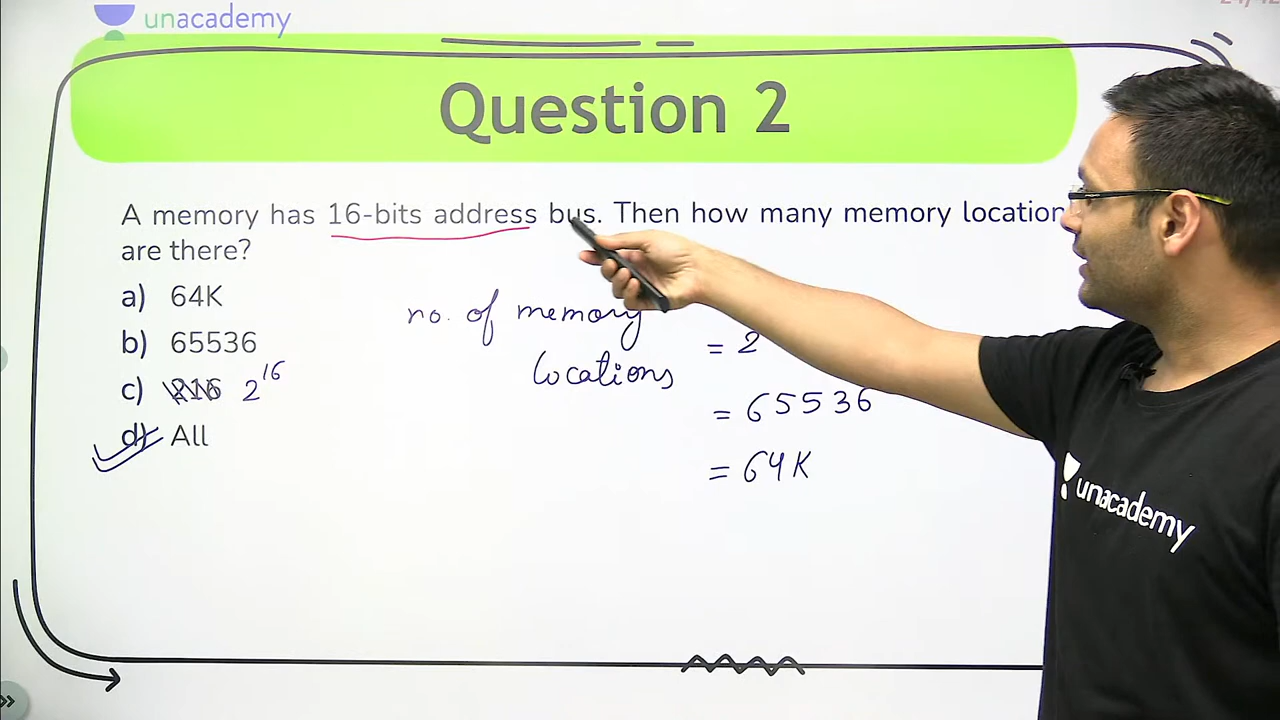 unacademy
Question 2
A memory has 16-bits address bus. Then how many memory location
are there?
a) 64K
b) 65536
c) 216 2^16
d) All
no. of memory
locations
= 2
= 65536
= 64K
unacademy